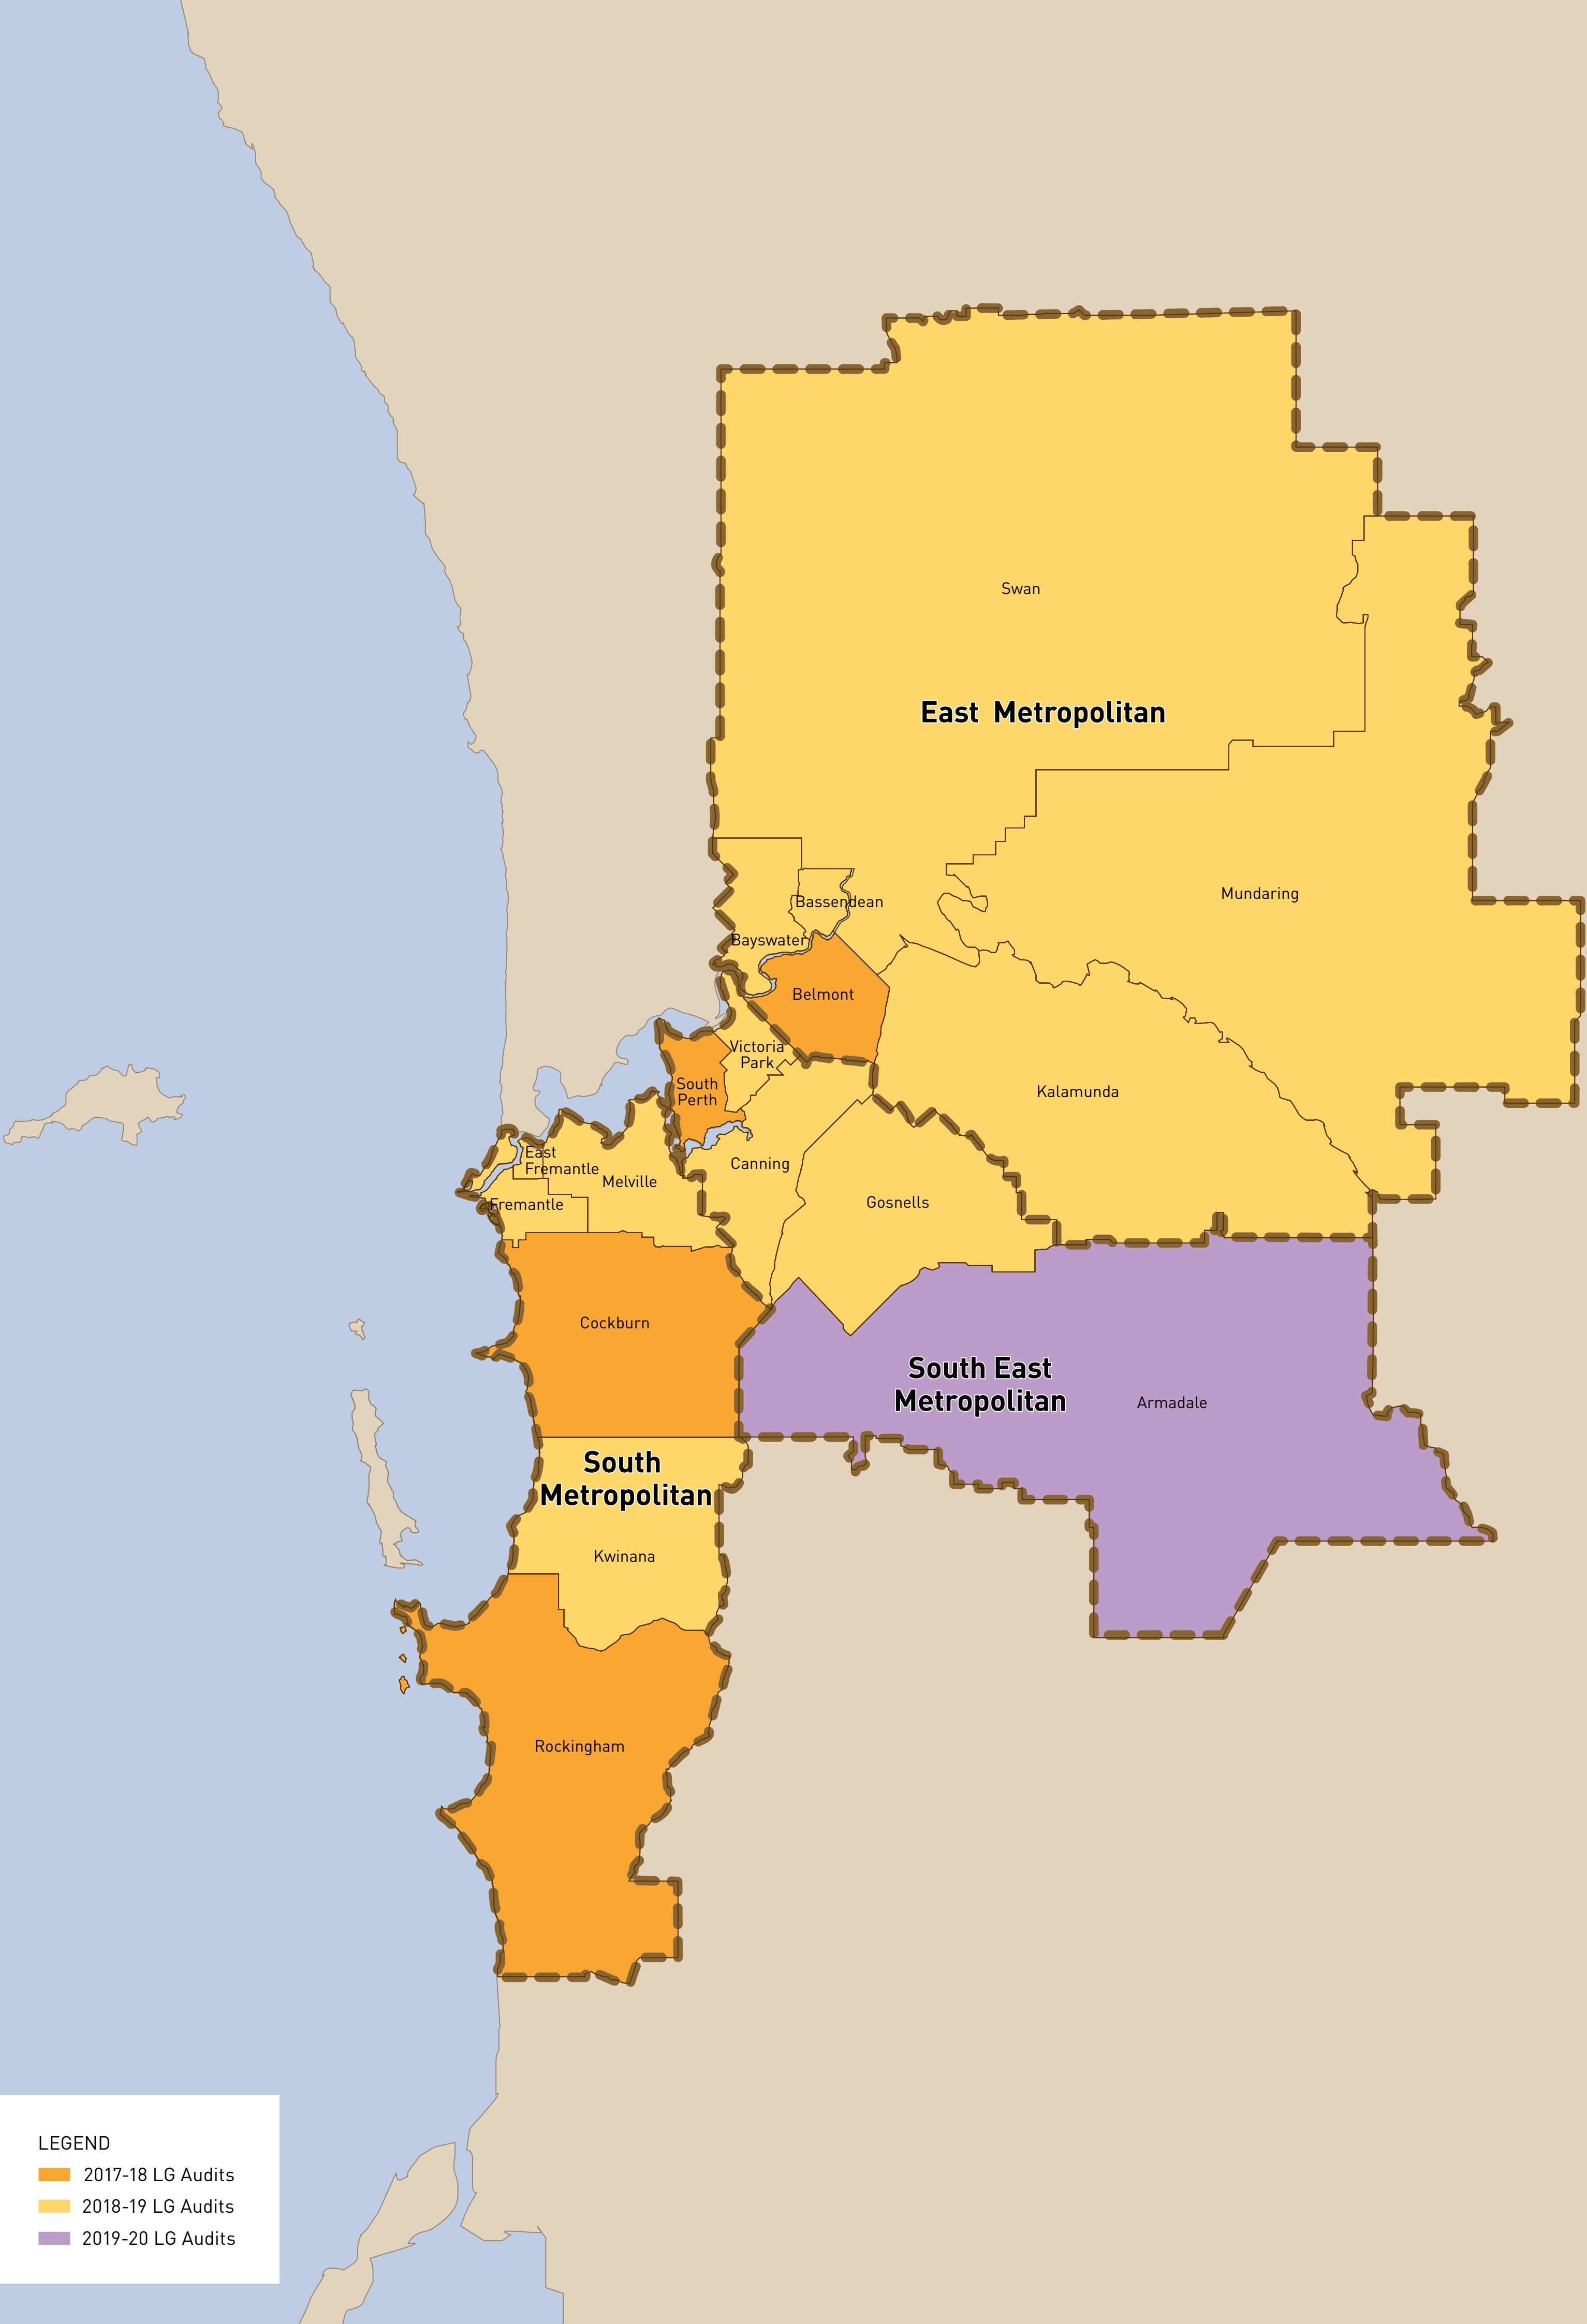 Swan
East Metropolitan
Mundaring
Bassendean
Bayswater
Belmont
Victoria
Park
South
Perth
Kalamunda
East
Fremantle
Melville
Canning
Fremantle
Gosnells
Cockburn
South East
Metropolitan
Armadale
South
Metropolitan
Kwinana
Rockingham
LEGEND
2017-18 LG Audits
2018-19 LG Audits
2019-20 LG Audits